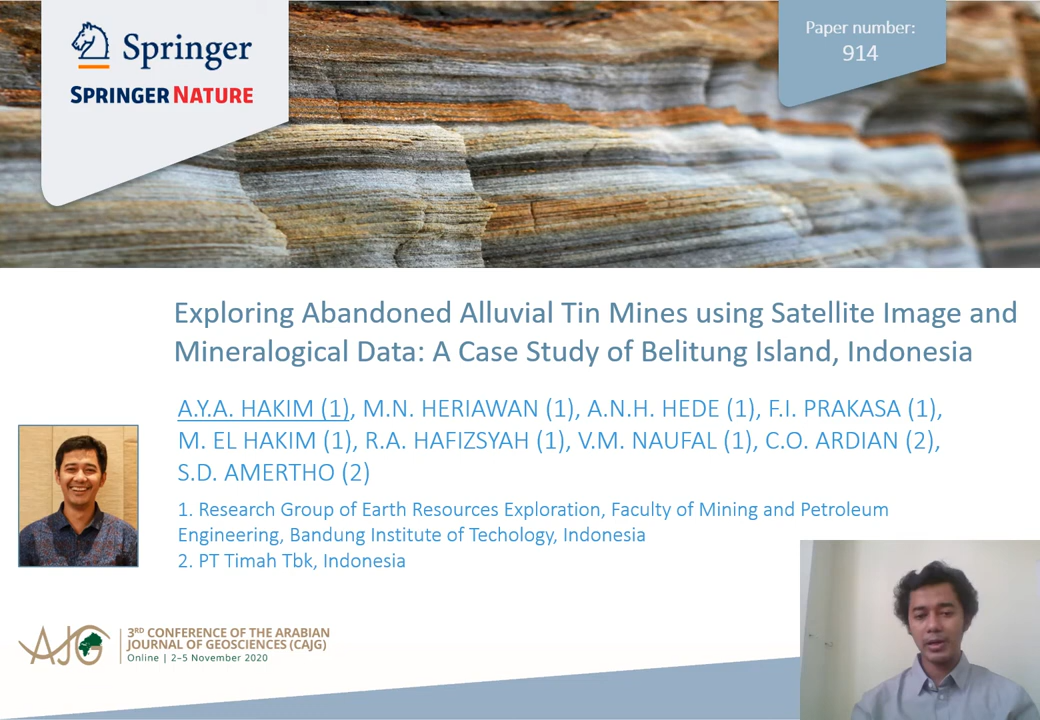 Springer
SPRINGER NATURE
Paper number:
914
Exploring Abandoned Alluvial Tin Mines using Satellite Image and
Mineralogical Data: A Case Study of Belitung Island, Indonesia
A.Y.A. HAKIM (1), M.N. HERIAWAN (1), A.N.H. HEDE (1), F.I. PRAKASA (1),
M. EL HAKIM (1), R.A. HAFIZSYAH (1), V.M. NAUFAL (1), C.O. ARDIAN (2),
S.D. AMERTHO (2)
1. Research Group of Earth Resources Exploration, Faculty of Mining and Petroleum
Engineering, Bandung Institute of Techology, Indonesia
2. PT Timah Tbk, Indonesia
AJG
3RD CONFERENCE OF THE ARABIAN
JOURNAL OF GEOSCIENCES (CAJG)
Online | 2–5 November 2020